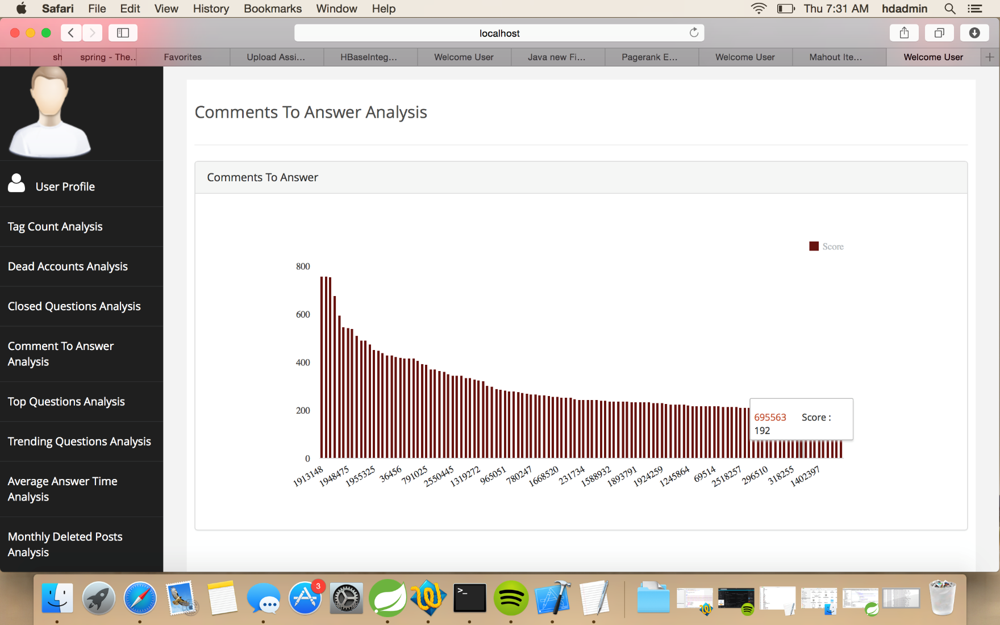 Safari File Edit View History Bookmarks Window Help Thu 7:31 AM hdadmin
localhost
sh spring - The.. Favorites Upload Assi... HBaseInteg... Welcome User Java new Fi... Pagerank E... Welcome User Mahout Ite... Welcome User
User Profile
Tag Count Analysis
Dead Accounts Analysis
Closed Questions Analysis
Comment To Answer
Analysis
Top Questions Analysis
Trending Questions Analysis
Average Answer Time
Analysis
Monthly Deleted Posts
Analysis
Comments To Answer Analysis
Comments To Answer
Score
800
600
400
200
0
695563 Score :
192
1913148 1948475 1955325 36456 791025 2550445 1319272 965051 780247 1668520 231734 1588932 1893791 1924259 1245864 69514 2518257 296510 318255 1402397
3
>_